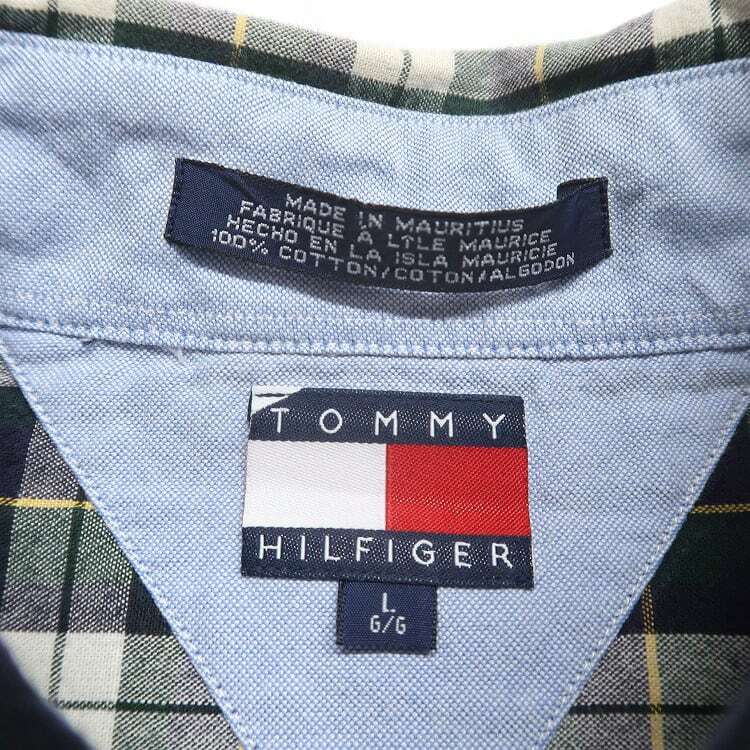 MADE IN MAURITIUS
FABRIQUE A L'ILE MAURICE
HECHO EN LA ISLA MAURICIE
100% COTTON/COTON/ALGODON
TOMMY
HILFIGER
L
G/G